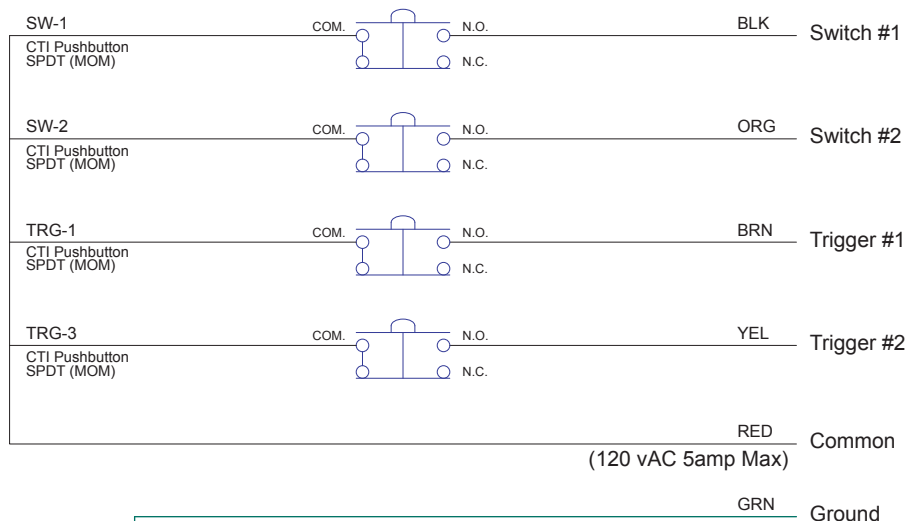 SW-1 COM. N.O. BLK Switch #1
CTI Pushbutton
SPDT (MOM) N.C.
SW-2 COM. N.O. ORG Switch #2
CTI Pushbutton
SPDT (MOM) N.C.
TRG-1 COM. N.O. BRN Trigger #1
CTI Pushbutton
SPDT (MOM) N.C.
TRG-3 COM. N.O. YEL Trigger #2
CTI Pushbutton
SPDT (MOM) N.C.
RED Common
(120 vAC 5amp Max)
GRN Ground